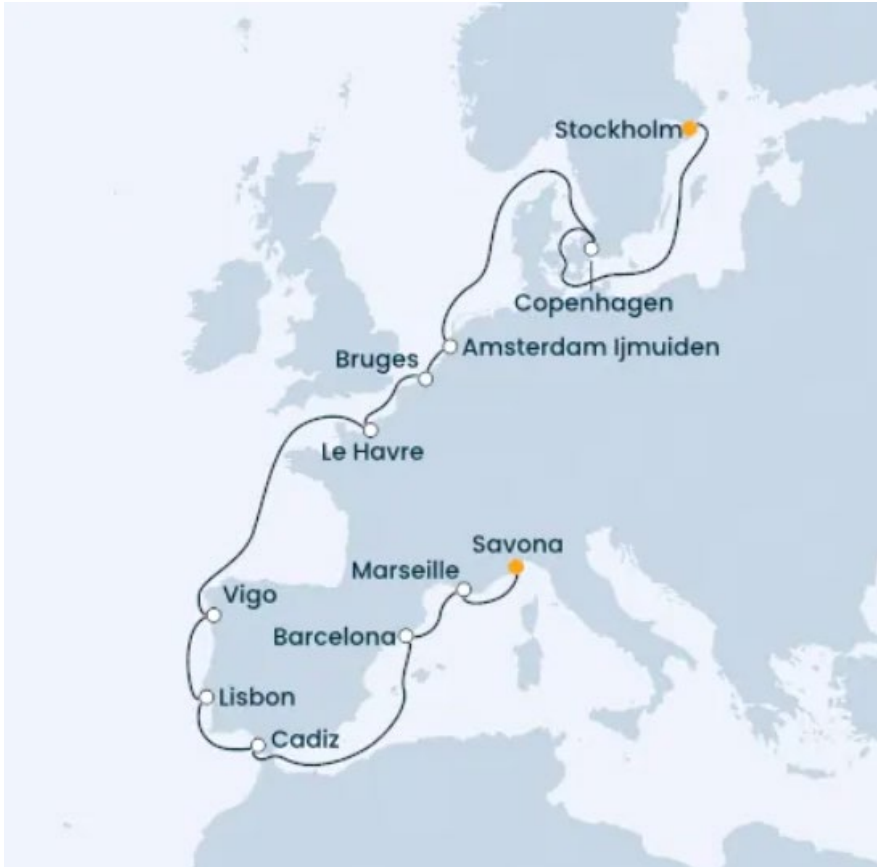 Stockholm
Copenhagen
Amsterdam Ijmuiden
Bruges
Le Havre
Savona
Marseille
Vigo
Barcelona
Lisbon
Cadiz